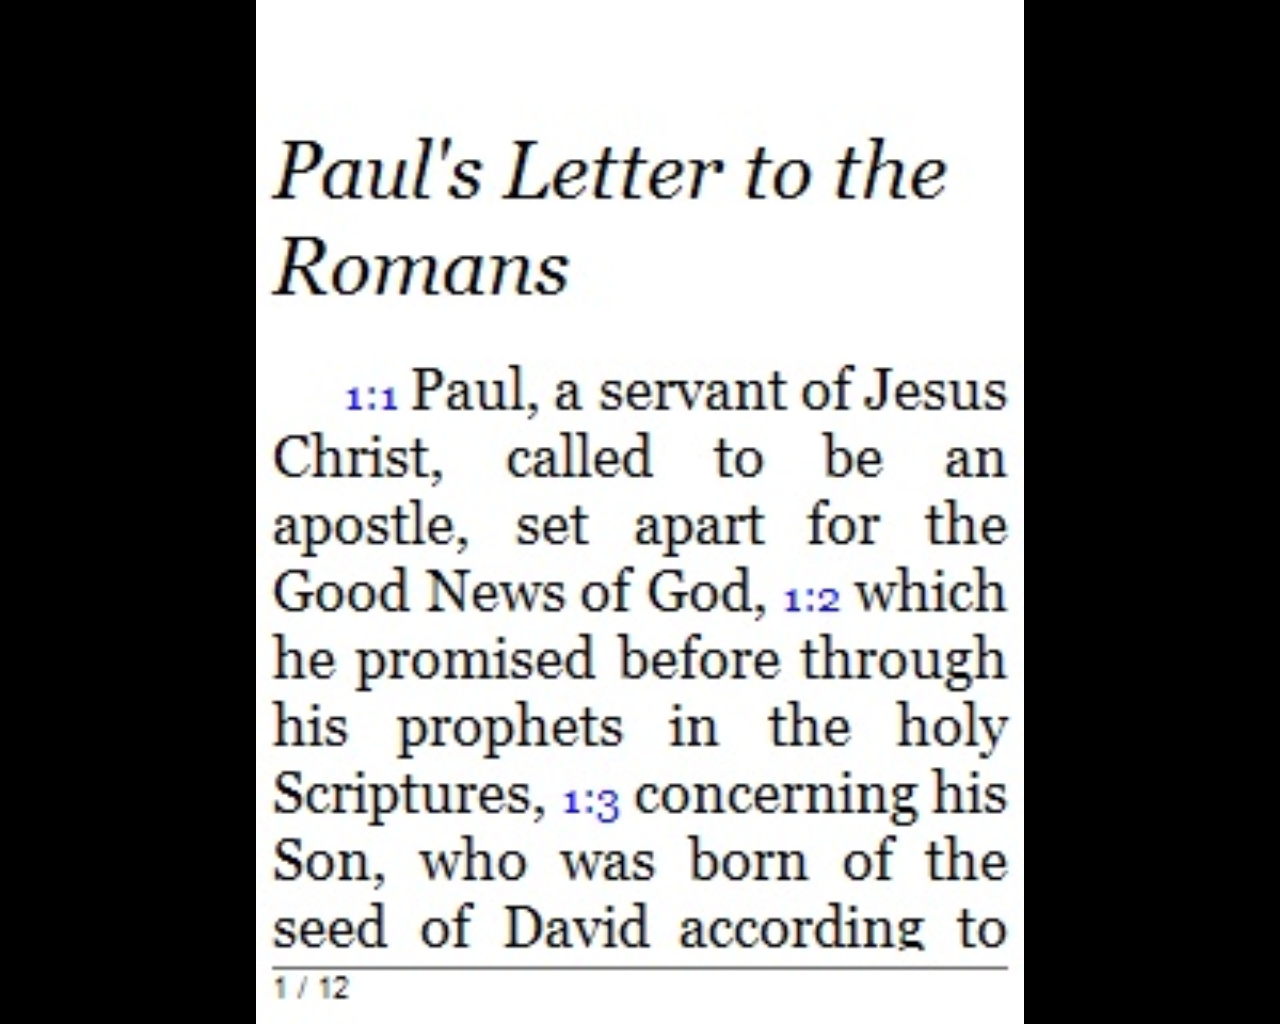 Paul's Letter to the
Romans
1:1 Paul, a servant of Jesus
Christ, called to be an
apostle, set apart for the
Good News of God, 1:2 which
he promised before through
his prophets in the holy
Scriptures, 1:3 concerning his
Son, who was born of the
seed of David according to
1 / 12